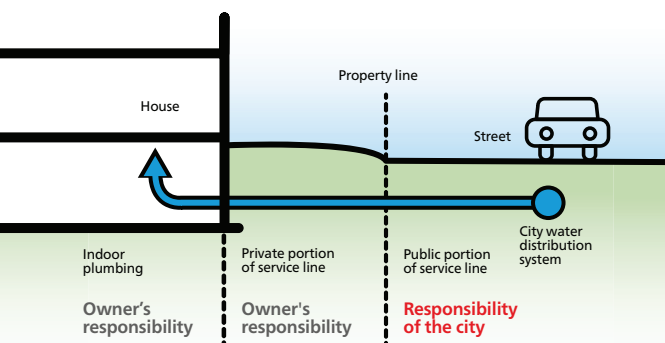 Property line
House
Street
City water
distribution
system
Indoor
plumbing
Private portion
of service line
Public portion
of service line
Owner’s
responsibility
Owner's
responsibility
Responsibility
of the city